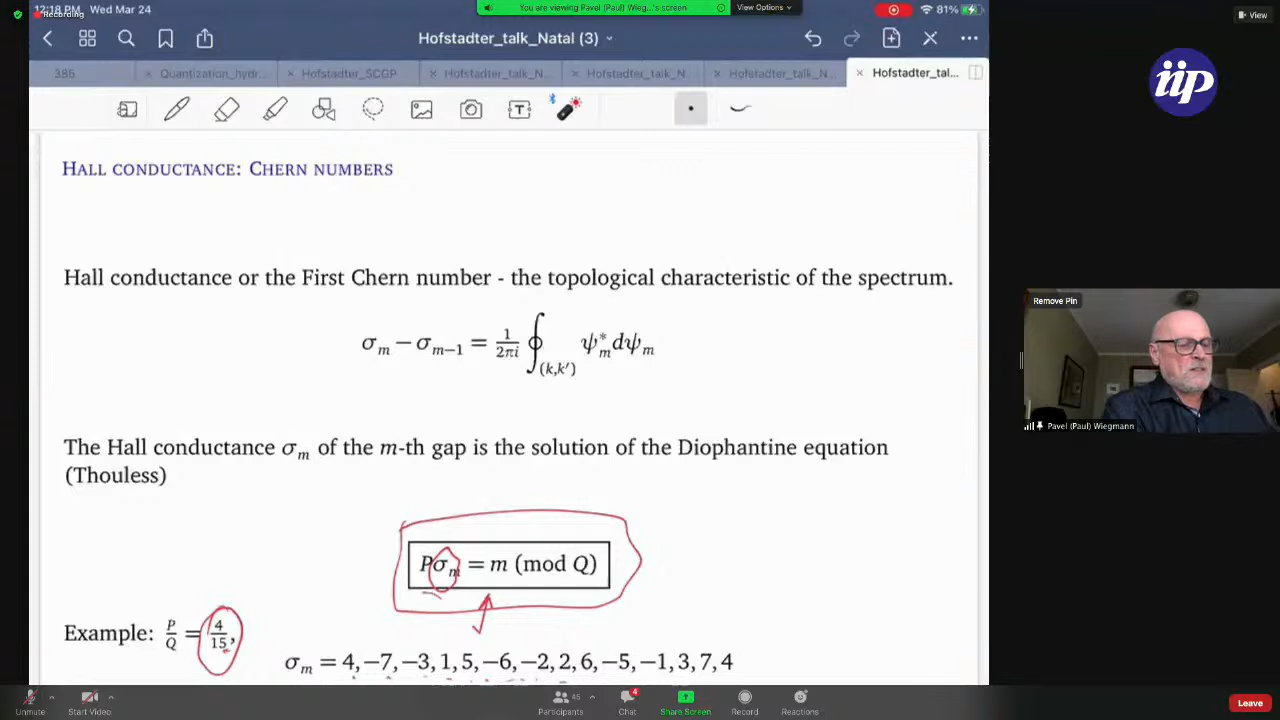 12:18 PM Wed Mar 24
Recording
You are viewing Pavel (Paul) Wieg...'s screen
View Options
81%
View
Hofstadter_talk_Natal (3)
385
Quantization_hydr...
Hofstadter_SCGP
Hofstadter_talk_N...
Hofstadter_talk_N...
Hofstadter_talk_N...
Hofstadter_tal...
iip
HALL CONDUCTANCE: CHERN NUMBERS
Hall conductance or the First Chern number - the topological characteristic of the spectrum.
σ_m − σ_{m−1} = 1/2πi ∮_(k,k′) ψ*_m dψ_m
The Hall conductance σ_m of the m-th gap is the solution of the Diophantine equation
(Thouless)
Pσ_m = m (mod Q)
Example: P/Q = 4/15,
σ_m = 4, −7, −3, 1, 5, −6, −2, 2, 6, −5, −1, 3, 7, 4
Remove Pin
Pavel (Paul) Wiegmann
Unmute
Start Video
45
Participants
4
Chat
Share Screen
Record
Reactions
Leave